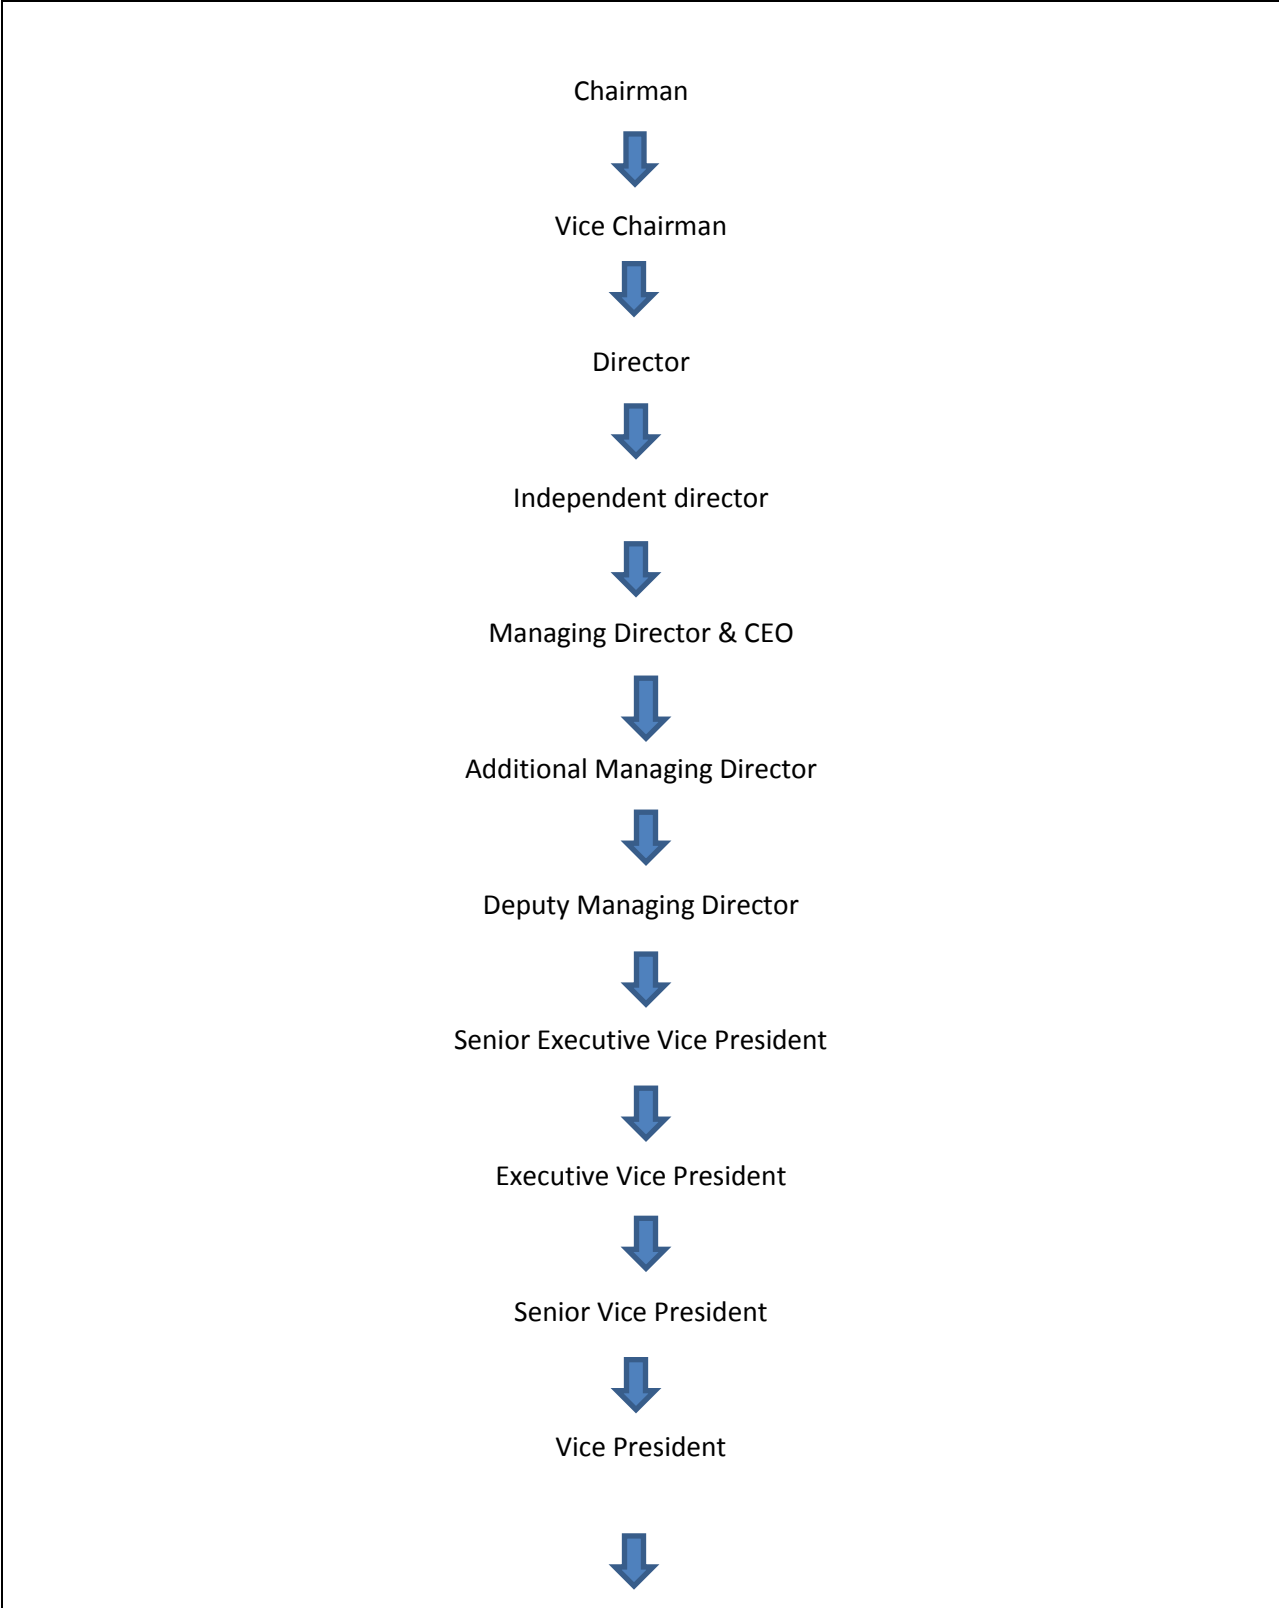 Chairman
Vice Chairman
Director
Independent director
Managing Director & CEO
Additional Managing Director
Deputy Managing Director
Senior Executive Vice President
Executive Vice President
Senior Vice President
Vice President